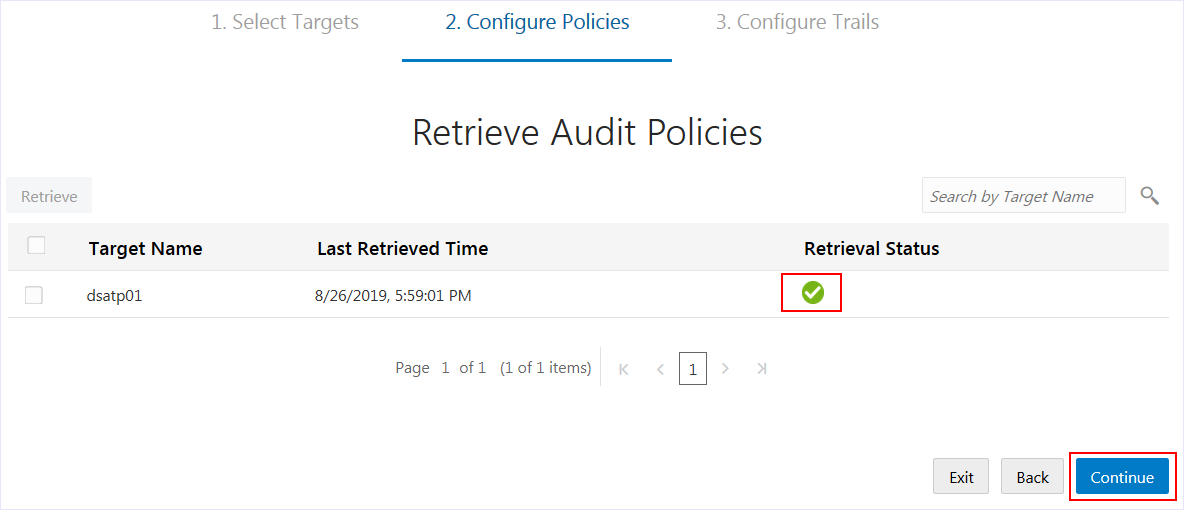 1. Select Targets 2. Configure Policies 3. Configure Trails
Retrieve Audit Policies
Retrieve Search by Target Name
Target Name Last Retrieved Time Retrieval Status
dsatp01 8/26/2019, 5:59:01 PM
Page 1 of 1 (1 of 1 items) 1
Exit Back Continue